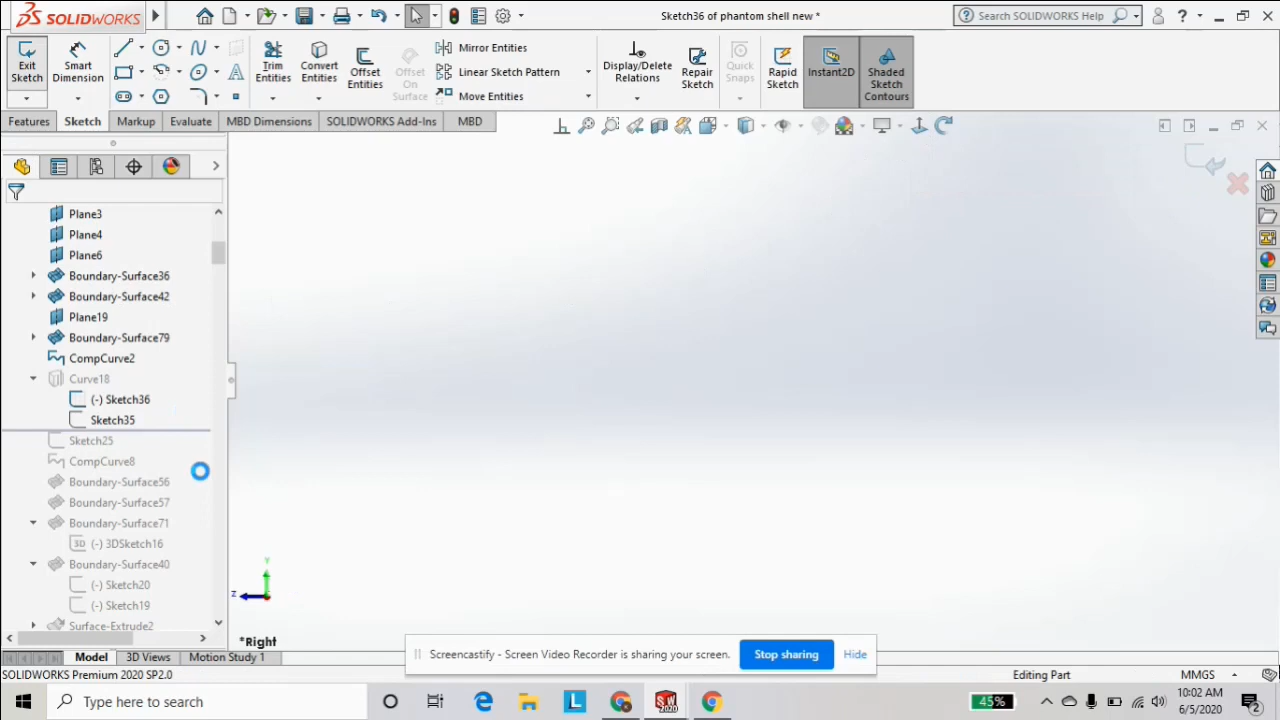 SOLIDWORKS
Sketch36 of phantom shell new *
Search SOLIDWORKS Help
?
Exit
Sketch
Smart
Dimension
Trim
Entities
Convert
Entities
Offset
Entities
Offset
On
Surface
Mirror Entities
Linear Sketch Pattern
Move Entities
Display/Delete
Relations
Repair
Sketch
Quick
Snaps
Rapid
Sketch
Instant2D
Shaded
Sketch
Contours
Features
Sketch
Markup
Evaluate
MBD Dimensions
SOLIDWORKS Add-Ins
MBD
Plane3
Plane4
Plane6
Boundary-Surface36
Boundary-Surface42
Plane19
Boundary-Surface79
CompCurve2
Curve18
(-) Sketch36
Sketch35
Sketch25
CompCurve8
Boundary-Surface56
Boundary-Surface57
Boundary-Surface71
3D (-) 3DSketch16
Boundary-Surface40
(-) Sketch20
(-) Sketch19
Surface-Extrude2
Y
Z
*Right
Screencastify - Screen Video Recorder is sharing your screen.
Stop sharing
Hide
Model
3D Views
Motion Study 1
SOLIDWORKS Premium 2020 SP2.0
Editing Part
MMGS
Type here to search
L
SW
2020
45%
10:02 AM
6/5/2020
2